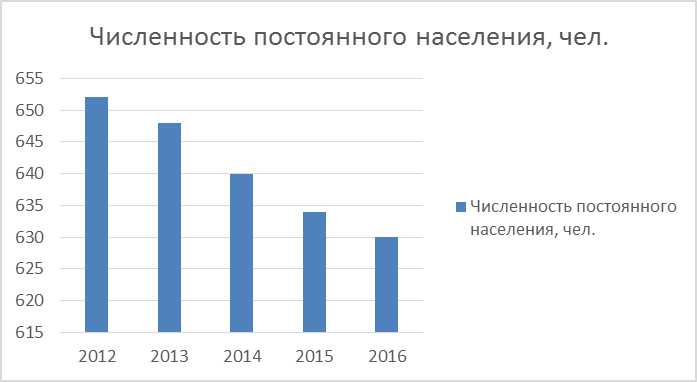 Численность постоянного населения, чел.
655
650
645
640
635
630
625
620
615
2012 2013 2014 2015 2016
Численность постоянного
населения, чел.